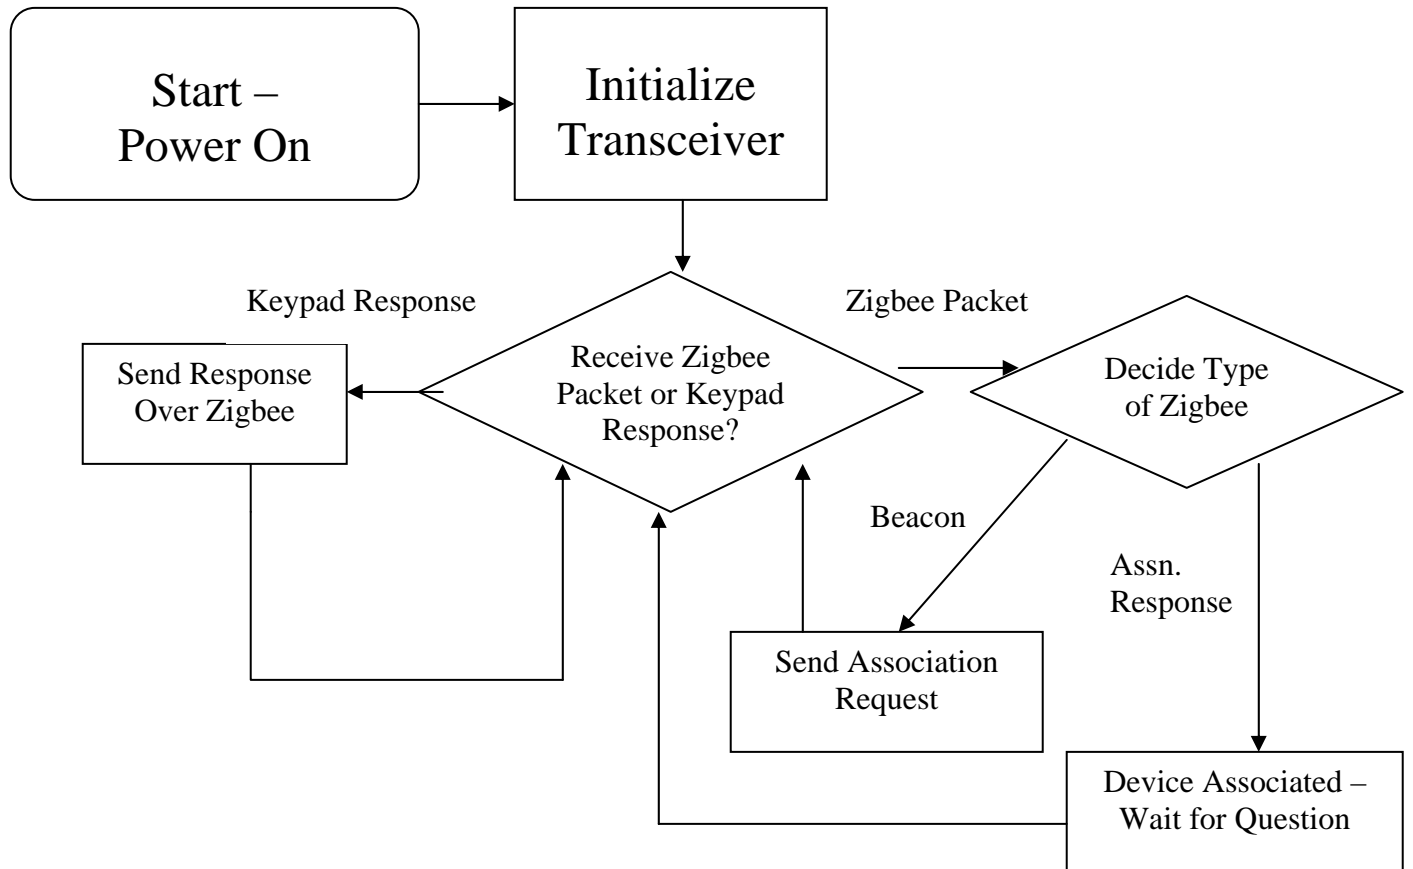 Start –
Power On
Initialize
Transceiver
Keypad Response
Zigbee Packet
Send Response
Over Zigbee
Receive Zigbee
Packet or Keypad
Response?
Decide Type
of Zigbee
Beacon
Assn.
Response
Send Association
Request
Device Associated –
Wait for Question